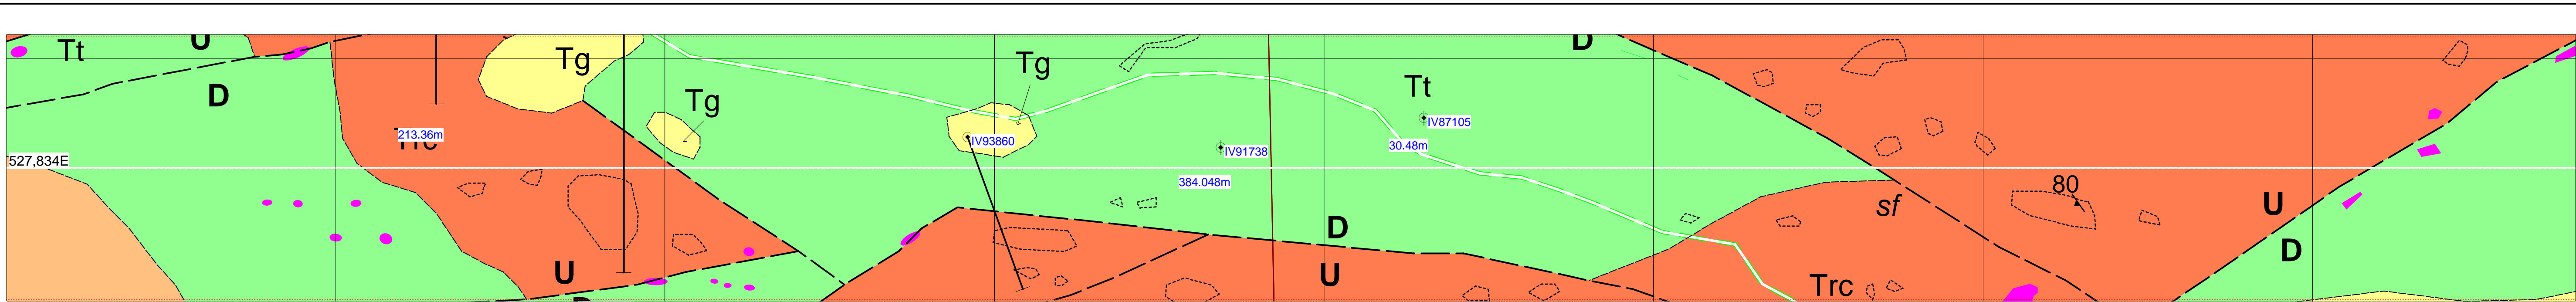 U
D
Tt
Tg
Tg
Tt
Tg
D
213.36m
Trc
IV93860
IV87105
IV91738
30.48m
527,834E
384.048m
80
sf
U
D
D
U
U
Trc
D